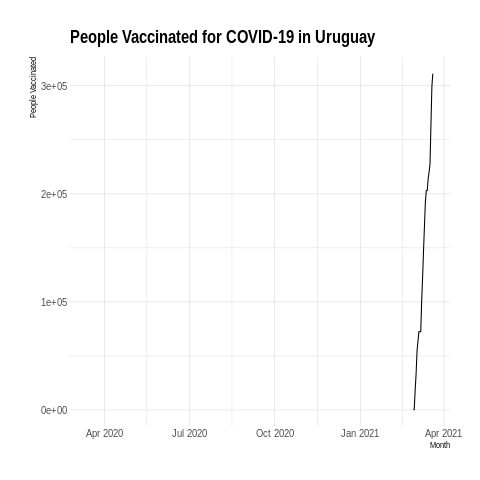 People Vaccinated for COVID-19 in Uruguay
People Vaccinated
3e+05
2e+05
1e+05
0e+00
Apr 2020 Jul 2020 Oct 2020 Jan 2021 Apr 2021
Month